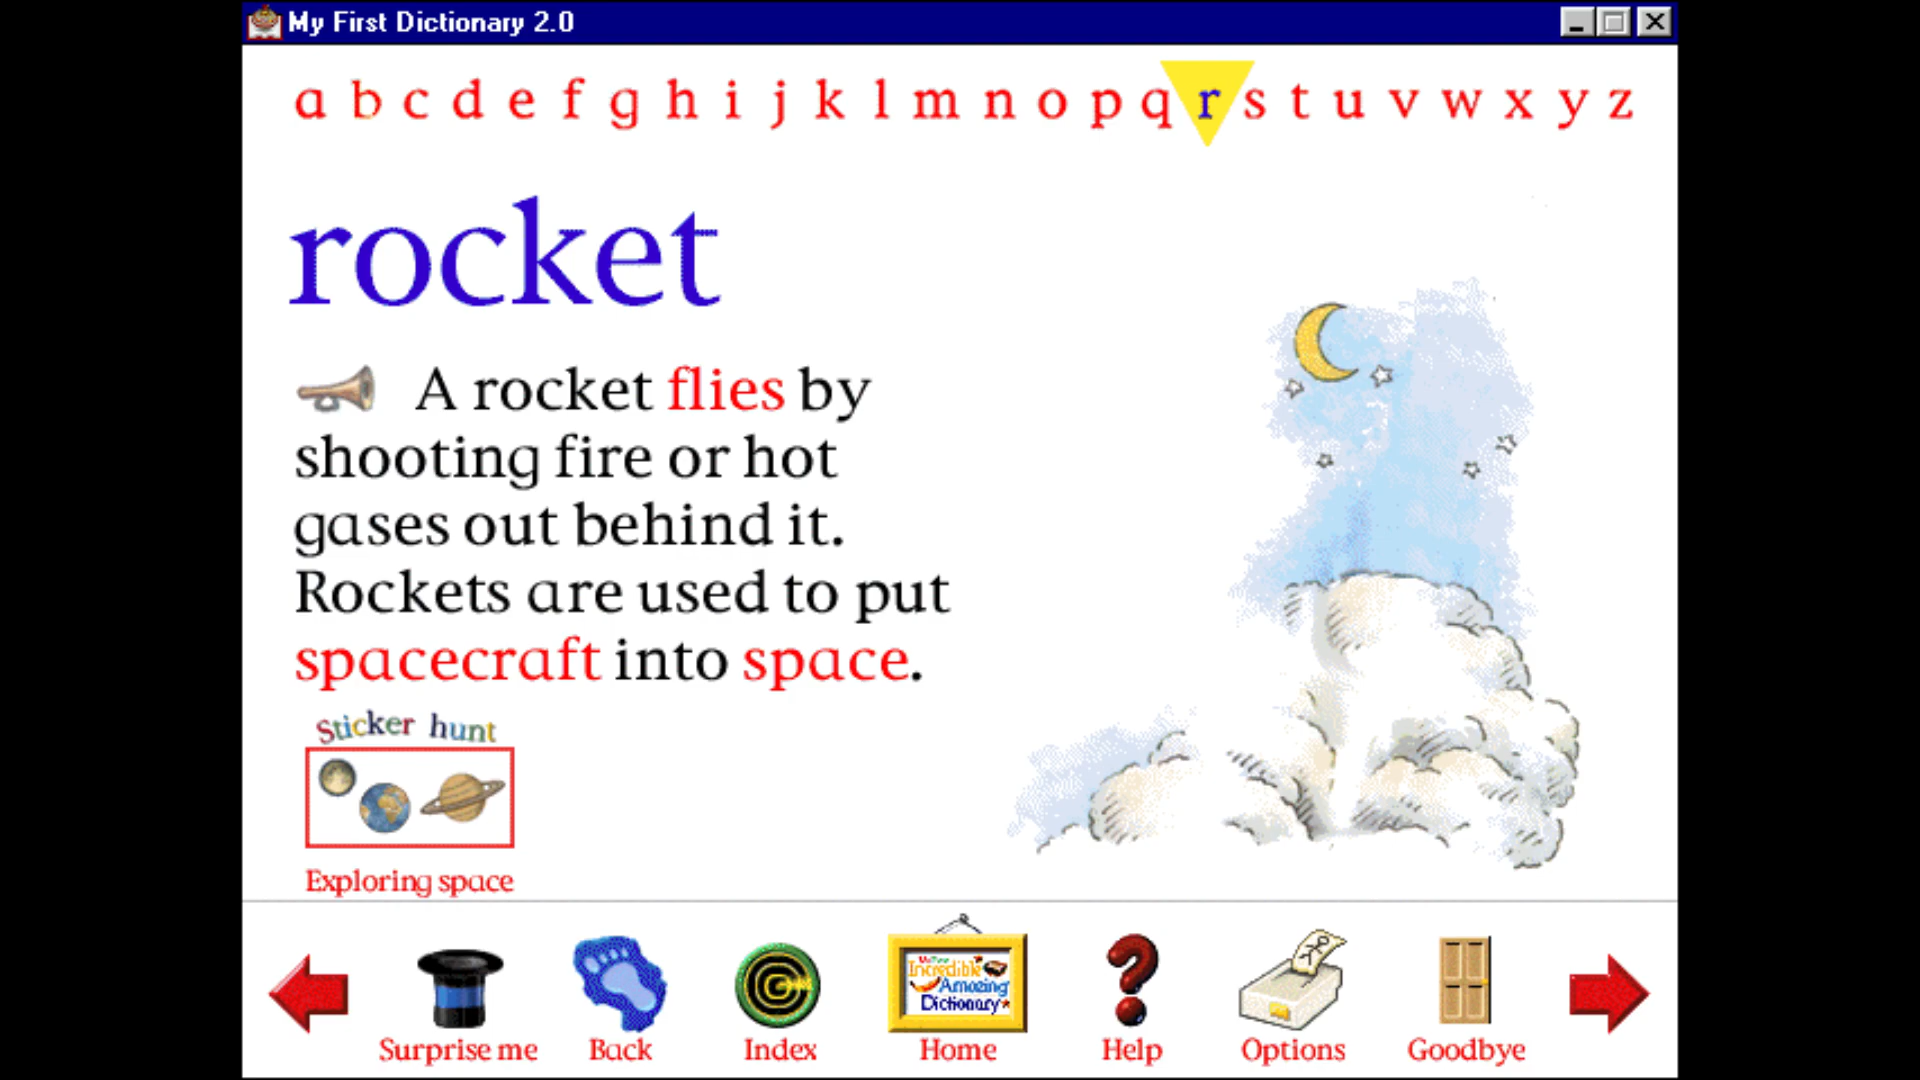 My First Dictionary 2.0
a b c d e f g h i j k l m n o p q r s t u v w x y z
rocket
A rocket flies by
shooting fire or hot
gases out behind it.
Rockets are used to put
spacecraft into space.
Sticker hunt
Exploring space
My First
Incredible
Amazing
Dictionary
Surprise me
Back
Index
Home
Help
Options
Goodbye